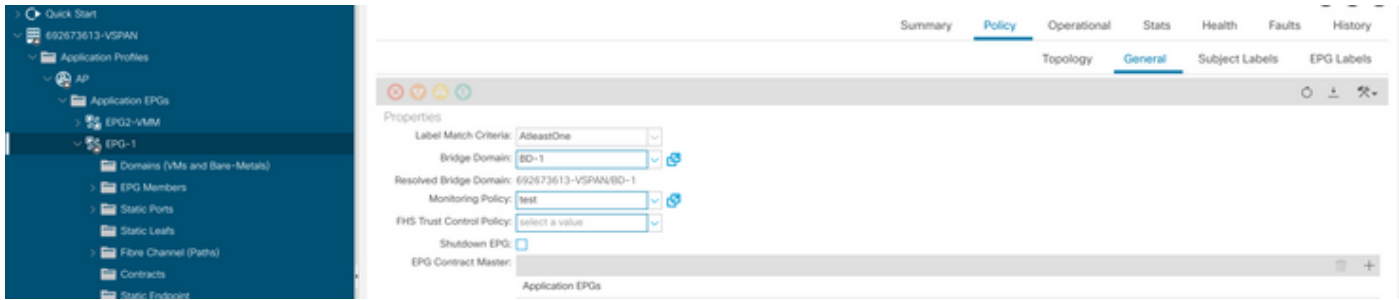 Quick Start
692673613-VSPAN
Application Profiles
AP
Application EPGs
EPG2-VMM
EPG-1
Domains (VMs and Bare-Metals)
EPG Members
Static Ports
Static Leafs
Fibre Channel (Paths)
Contracts
Static Endpoint
Summary Policy Operational Stats Health Faults History
Topology General Subject Labels EPG Labels
Properties
Label Match Criteria: AtleastOne
Bridge Domain: BD-1
Resolved Bridge Domain: 692673613-VSPAN/BD-1
Monitoring Policy: test
FHS Trust Control Policy: select a value
Shutdown EPG:
EPG Contract Master:
Application EPGs